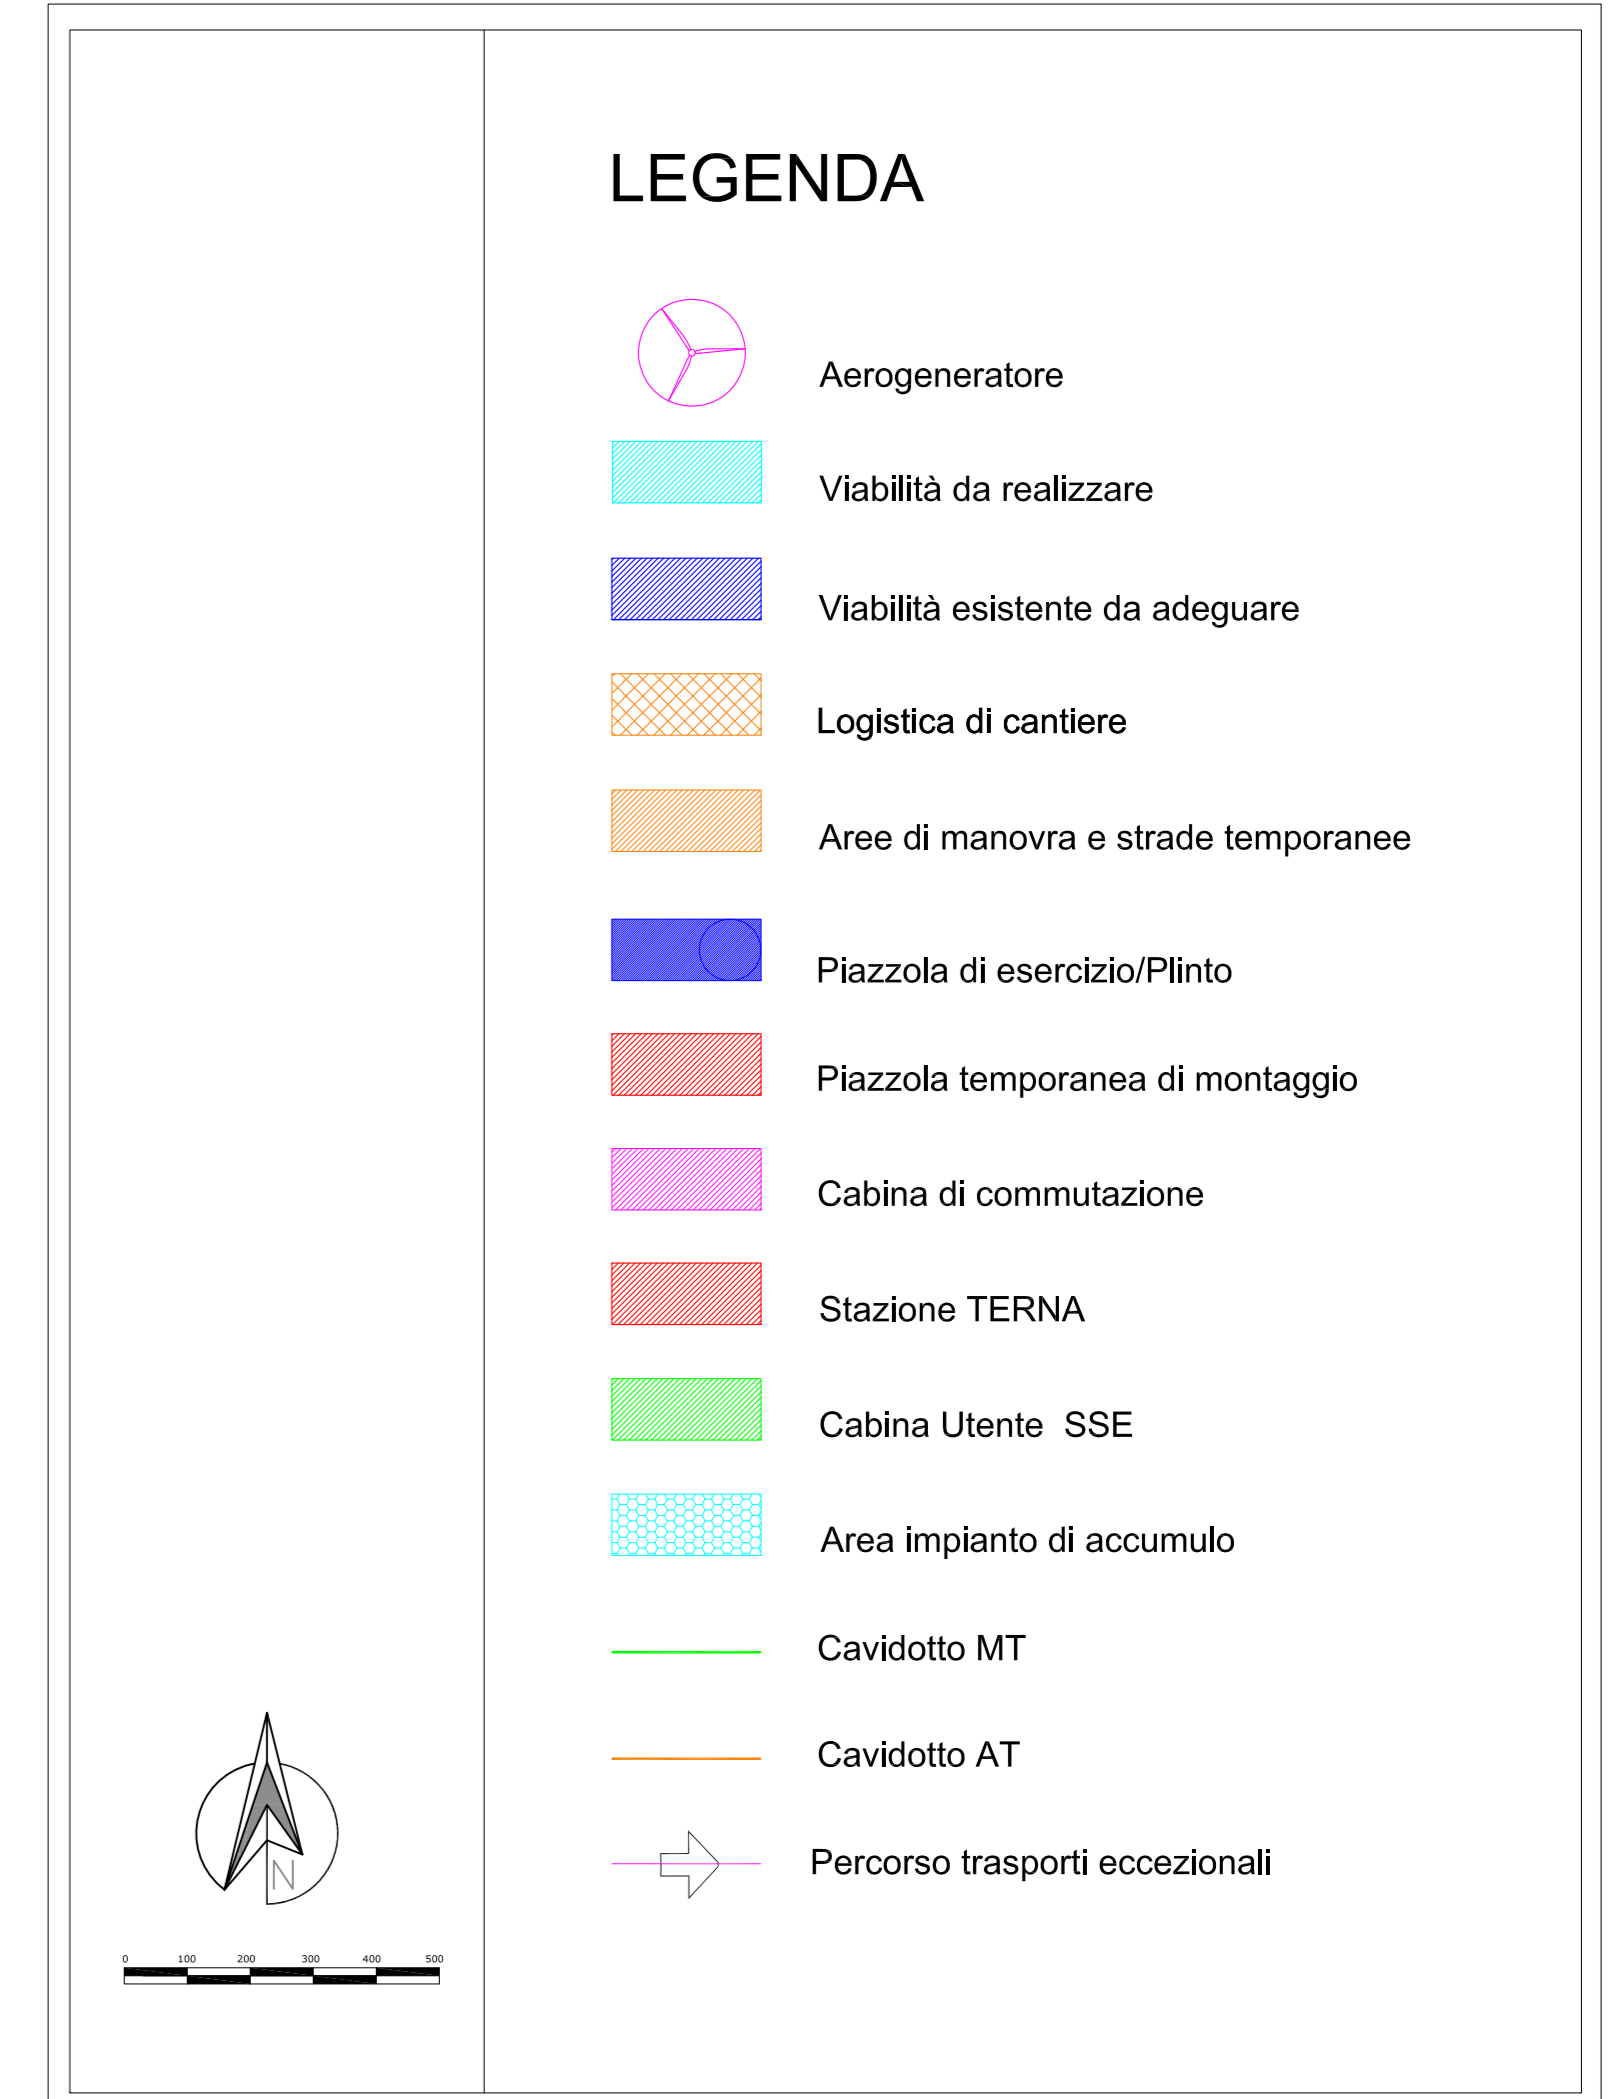 LEGENDA
Aerogeneratore
Viabilità da realizzare
Viabilità esistente da adeguare
Logistica di cantiere
Aree di manovra e strade temporanee
Piazzola di esercizio/Plinto
Piazzola temporanea di montaggio
Cabina di commutazione
Stazione TERNA
Cabina Utente SSE
Area impianto di accumulo
Cavidotto MT
Cavidotto AT
Percorso trasporti eccezionali
N
0 100 200 300 400 500